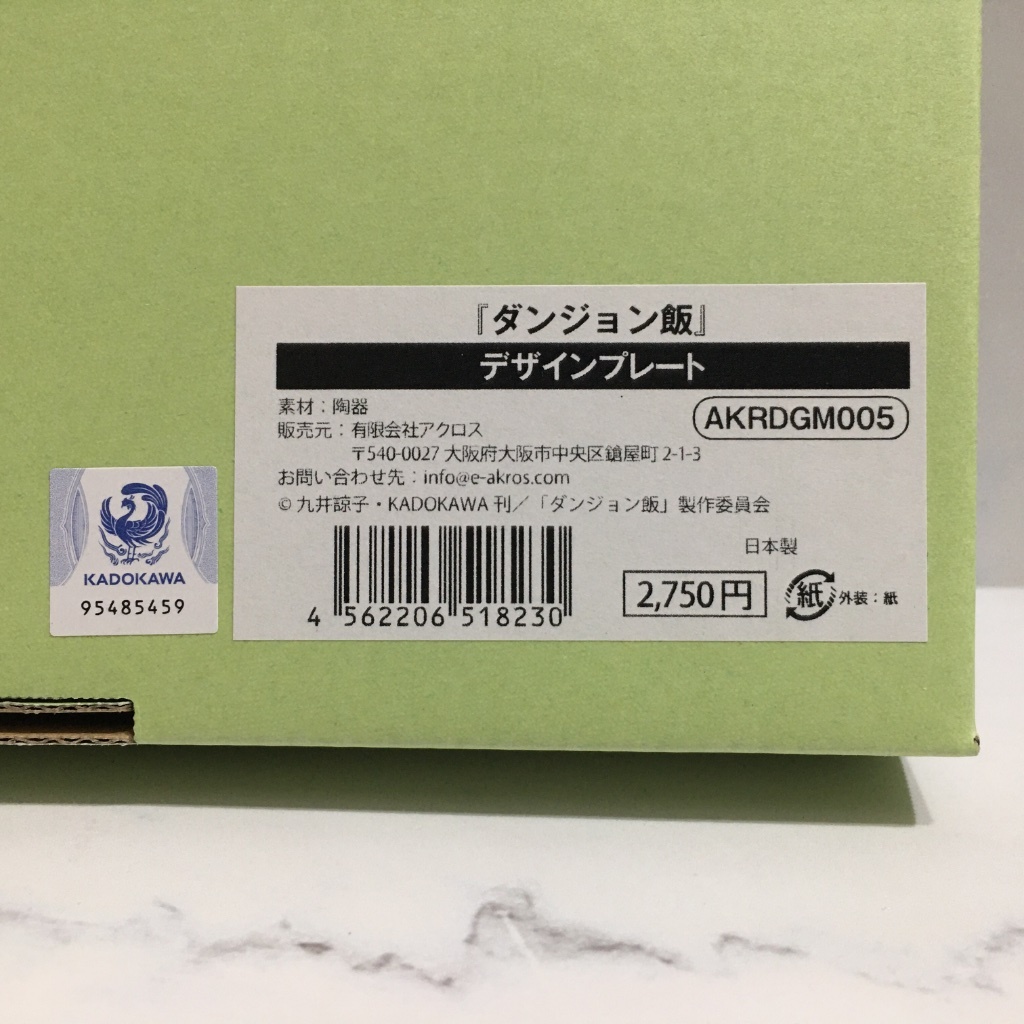 『ダンジョン飯』
デザインプレート
素材：陶器
AKRDGM005
販売元：有限会社アクロス
〒540-0027 大阪府大阪市中央区鎗屋町 2-1-3
お問い合わせ先：info@e-akros.com
© 九井諒子・KADOKAWA 刊／「ダンジョン飯」製作委員会
日本製
4 562206 518230
2,750円
紙 外装：紙
KADOKAWA
95485459